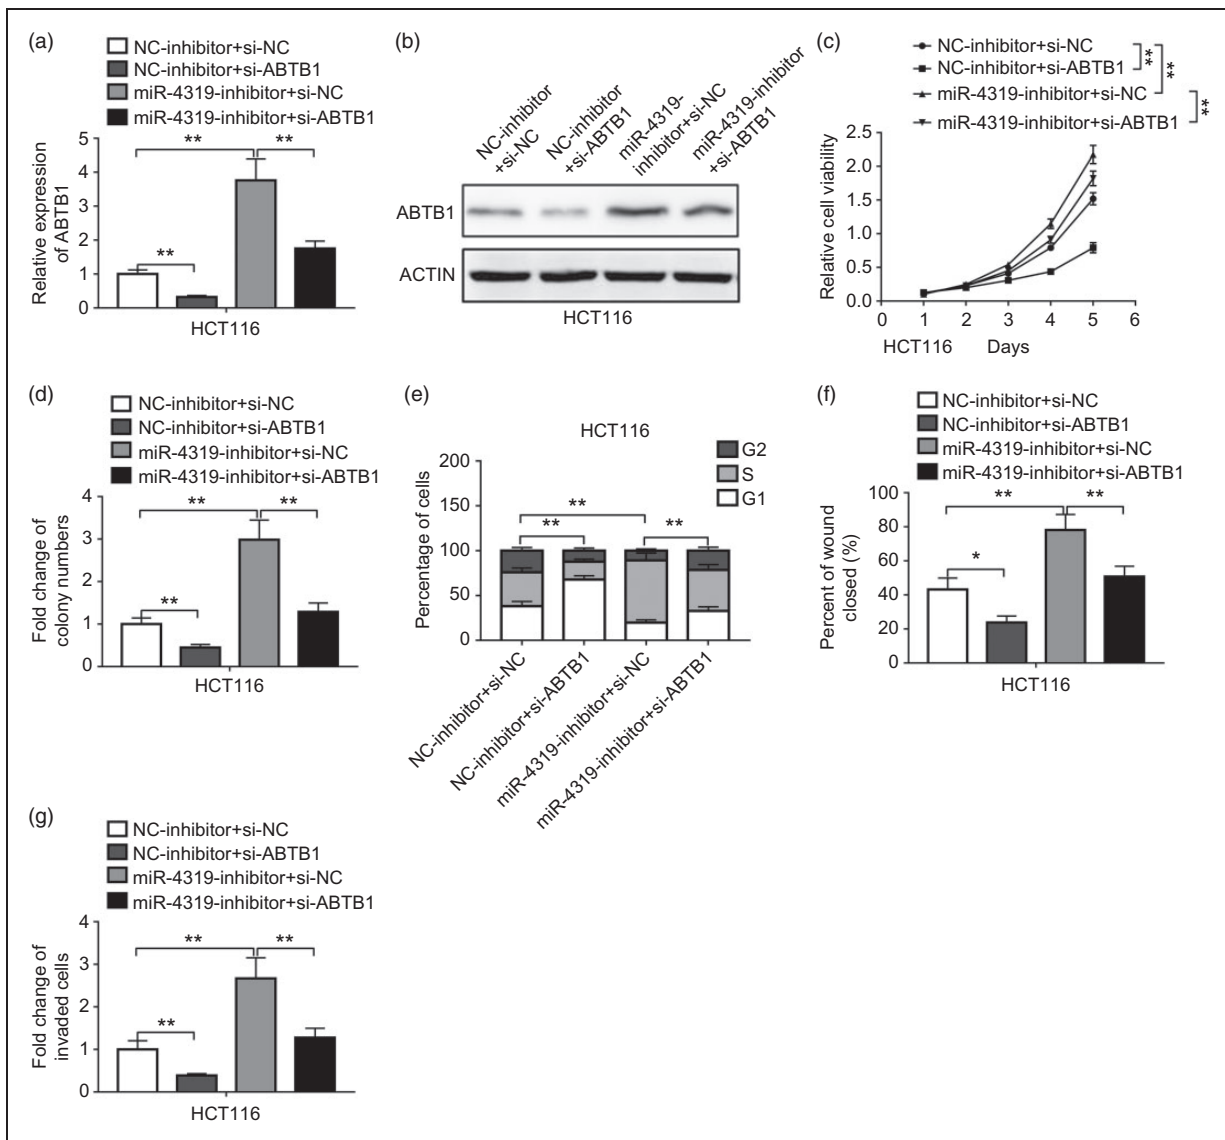 (a)
NC-inhibitor+si-NC
NC-inhibitor+si-ABTB1
miR-4319-inhibitor+si-NC
miR-4319-inhibitor+si-ABTB1
Relative expression
of ABTB1
5
4
3
2
1
0
**
**
**
HCT116
(b)
NC-inhibitor
+si-NC
NC-inhibitor
+si-ABTB1
miR-4319-
inhibitor+si-NC
miR-4319-inhibitor
+si-ABTB1
ABTB1
ACTIN
HCT116
(c)
NC-inhibitor+si-NC
NC-inhibitor+si-ABTB1
miR-4319-inhibitor+si-NC
miR-4319-inhibitor+si-ABTB1
**
**
**
Relative cell viability
2.5
2.0
1.5
1.0
0.5
0.0
0 1 2 3 4 5 6
HCT116 Days
(d)
NC-inhibitor+si-NC
NC-inhibitor+si-ABTB1
miR-4319-inhibitor+si-NC
miR-4319-inhibitor+si-ABTB1
Fold change of
colony numbers
4
3
2
1
0
**
**
**
HCT116
(e)
HCT116
G2
S
G1
Percentage of cells
200
150
100
50
0
**
**
**
NC-inhibitor+si-NC
NC-inhibitor+si-ABTB1
miR-4319-inhibitor+si-NC
miR-4319-inhibitor+si-ABTB1
(f)
NC-inhibitor+si-NC
NC-inhibitor+si-ABTB1
miR-4319-inhibitor+si-NC
miR-4319-inhibitor+si-ABTB1
Percent of wound
closed (%)
100
80
60
40
20
0
**
**
*
HCT116
(g)
NC-inhibitor+si-NC
NC-inhibitor+si-ABTB1
miR-4319-inhibitor+si-NC
miR-4319-inhibitor+si-ABTB1
Fold change of
invaded cells
4
3
2
1
0
**
**
**
HCT116